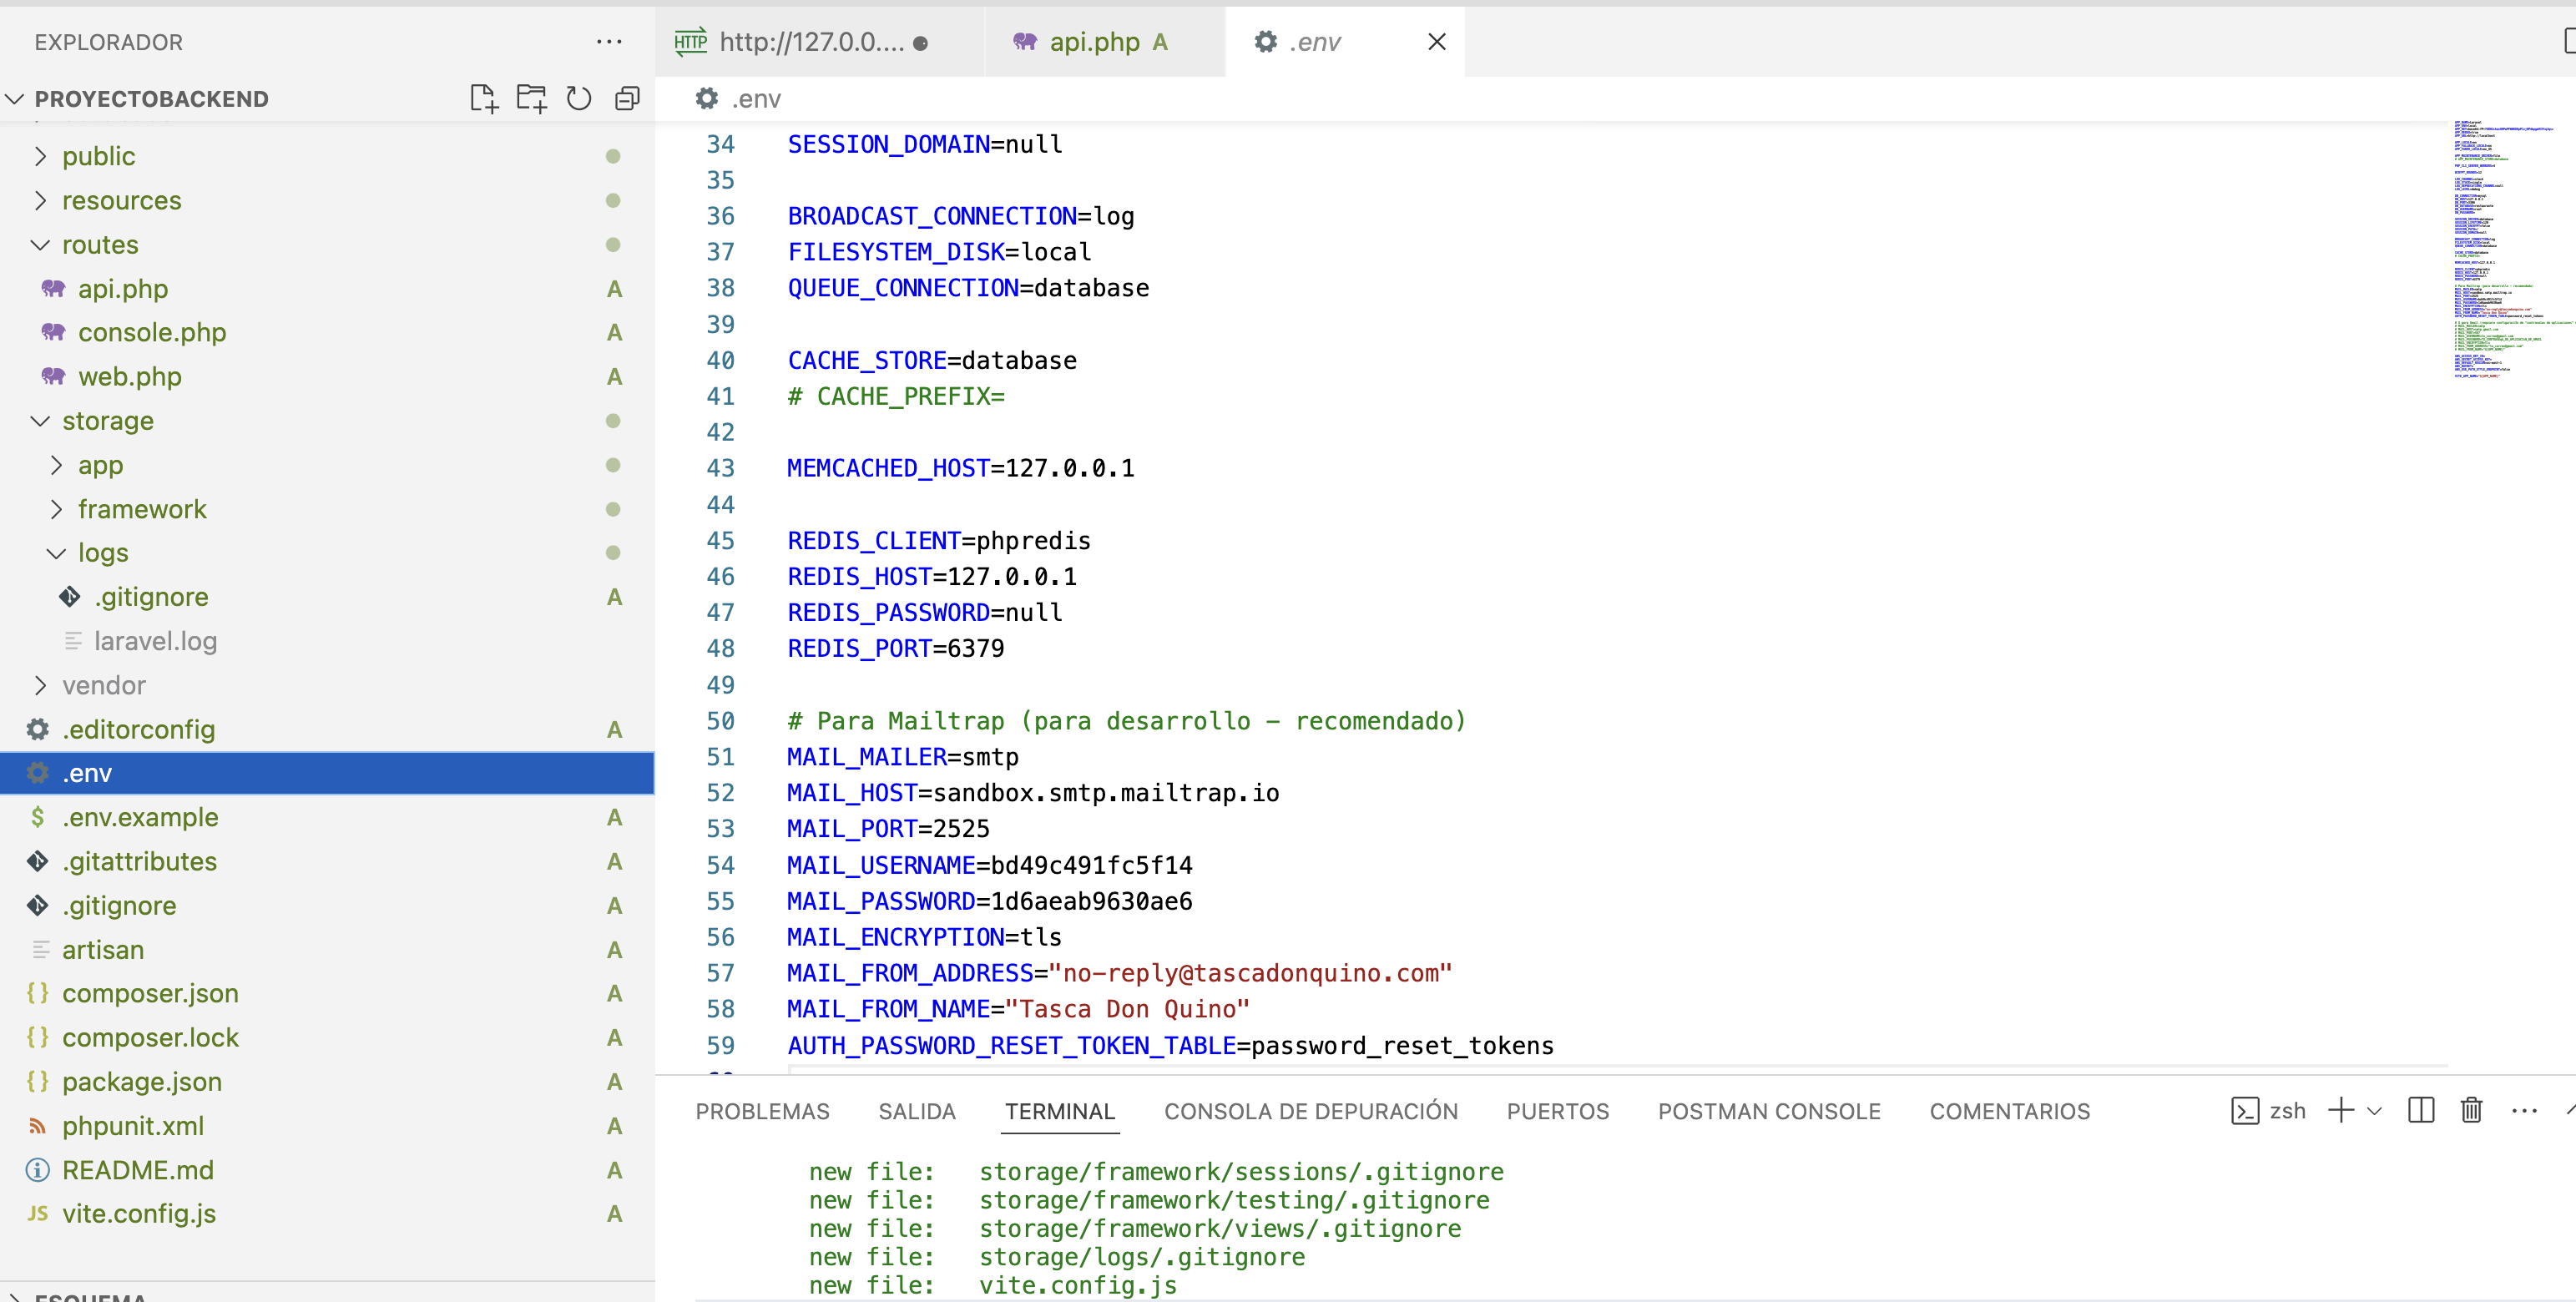 EXPLORADOR
PROYECTOBACKEND
public
resources
routes
api.php A
console.php A
web.php A
storage
app
framework
logs
.gitignore A
laravel.log
vendor
.editorconfig A
.env
.env.example A
.gitattributes A
.gitignore A
artisan A
composer.json A
composer.lock A
package.json A
phpunit.xml A
README.md A
JS vite.config.js A
HTTP http://127.0.0....
api.php A
.env
.env
34 SESSION_DOMAIN=null
35
36 BROADCAST_CONNECTION=log
37 FILESYSTEM_DISK=local
38 QUEUE_CONNECTION=database
39
40 CACHE_STORE=database
41 # CACHE_PREFIX=
42
43 MEMCACHED_HOST=127.0.0.1
44
45 REDIS_CLIENT=phpredis
46 REDIS_HOST=127.0.0.1
47 REDIS_PASSWORD=null
48 REDIS_PORT=6379
49
50 # Para Mailtrap (para desarrollo - recomendado)
51 MAIL_MAILER=smtp
52 MAIL_HOST=sandbox.smtp.mailtrap.io
53 MAIL_PORT=2525
54 MAIL_USERNAME=bd49c491fc5f14
55 MAIL_PASSWORD=1d6aeab9630ae6
56 MAIL_ENCRYPTION=tls
57 MAIL_FROM_ADDRESS="no-reply@tascadonquino.com"
58 MAIL_FROM_NAME="Tasca Don Quino"
59 AUTH_PASSWORD_RESET_TOKEN_TABLE=password_reset_tokens
PROBLEMAS SALIDA TERMINAL CONSOLA DE DEPURACIÓN PUERTOS POSTMAN CONSOLE COMENTARIOS zsh
new file: storage/framework/sessions/.gitignore
new file: storage/framework/testing/.gitignore
new file: storage/framework/views/.gitignore
new file: storage/logs/.gitignore
new file: vite.config.js